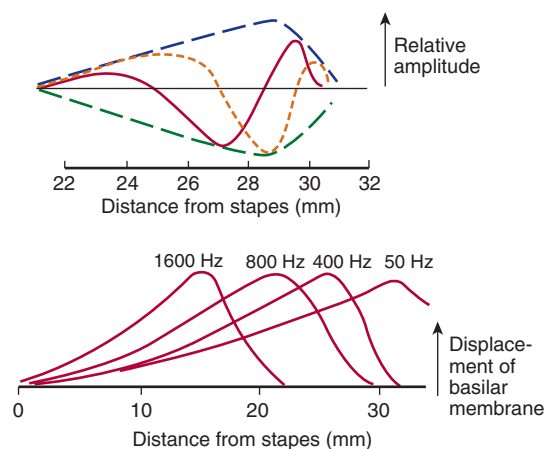 Relative
amplitude
22 24 26 28 30 32
Distance from stapes (mm)
1600 Hz 800 Hz 400 Hz 50 Hz
Displace-
ment of
basilar
membrane
0 10 20 30
Distance from stapes (mm)